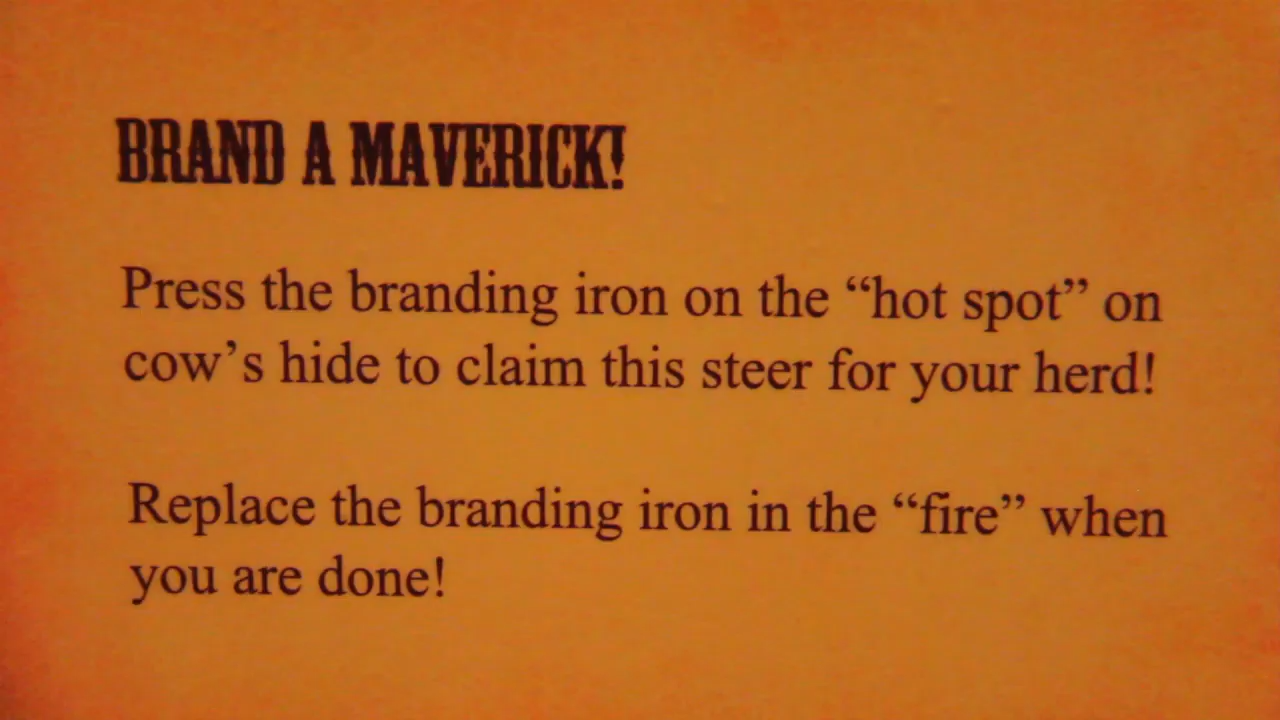 BRAND A MAVERICK!
Press the branding iron on the “hot spot” on
cow’s hide to claim this steer for your herd!
Replace the branding iron in the “fire” when
you are done!